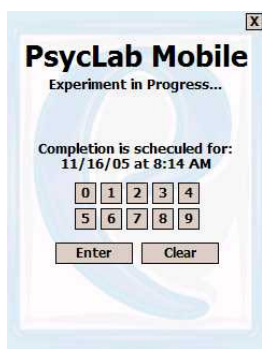 X
PsycLab Mobile
Experiment in Progress...
Completion is scheculed for:
11/16/05 at 8:14 AM
0 1 2 3 4
5 6 7 8 9
Enter Clear